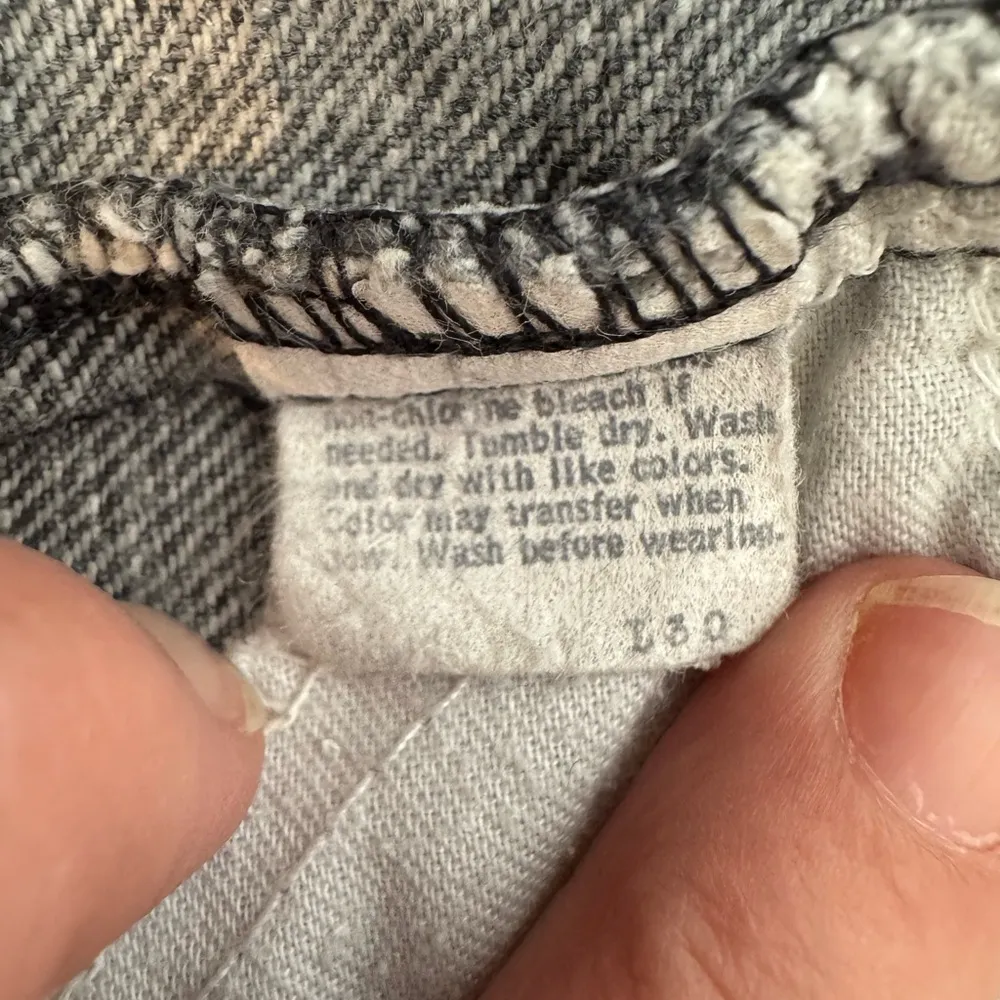 non-chlorine bleach if
needed. Tumble dry. Wash
and dry with like colors.
Color may transfer when
Wash before wearing.
L30